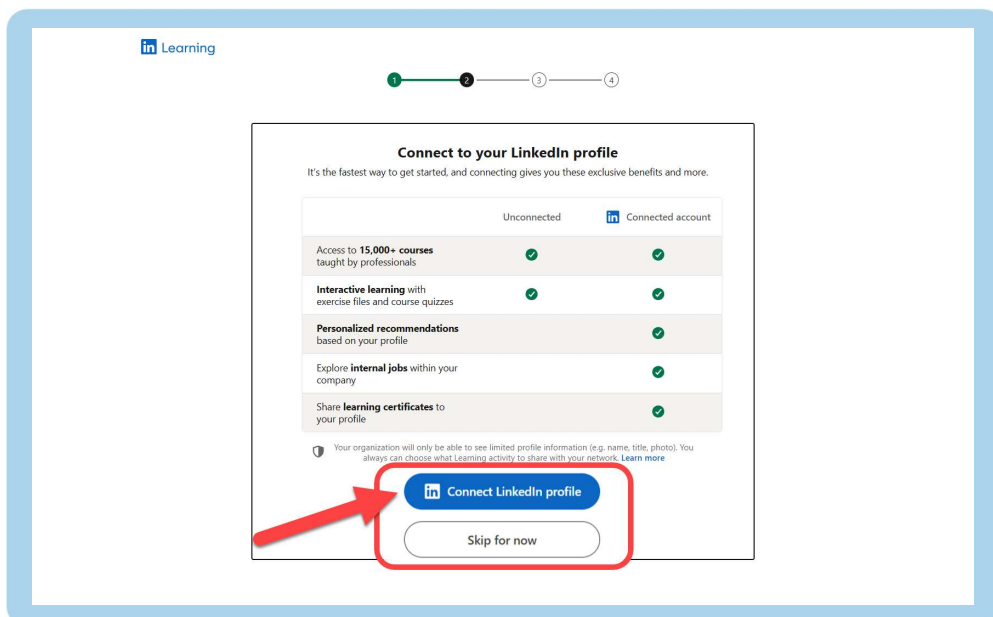 in Learning
1 2 3 4
Connect to your LinkedIn profile
It's the fastest way to get started, and connecting gives you these exclusive benefits and more.
Unconnected in Connected account
Access to 15,000+ courses
taught by professionals
Interactive learning with
exercise files and course quizzes
Personalized recommendations
based on your profile
Explore internal jobs within your
company
Share learning certificates to
your profile
Your organization will only be able to see limited profile information (e.g. name, title, photo). You
always can choose what Learning activity to share with your network. Learn more
in Connect LinkedIn profile
Skip for now